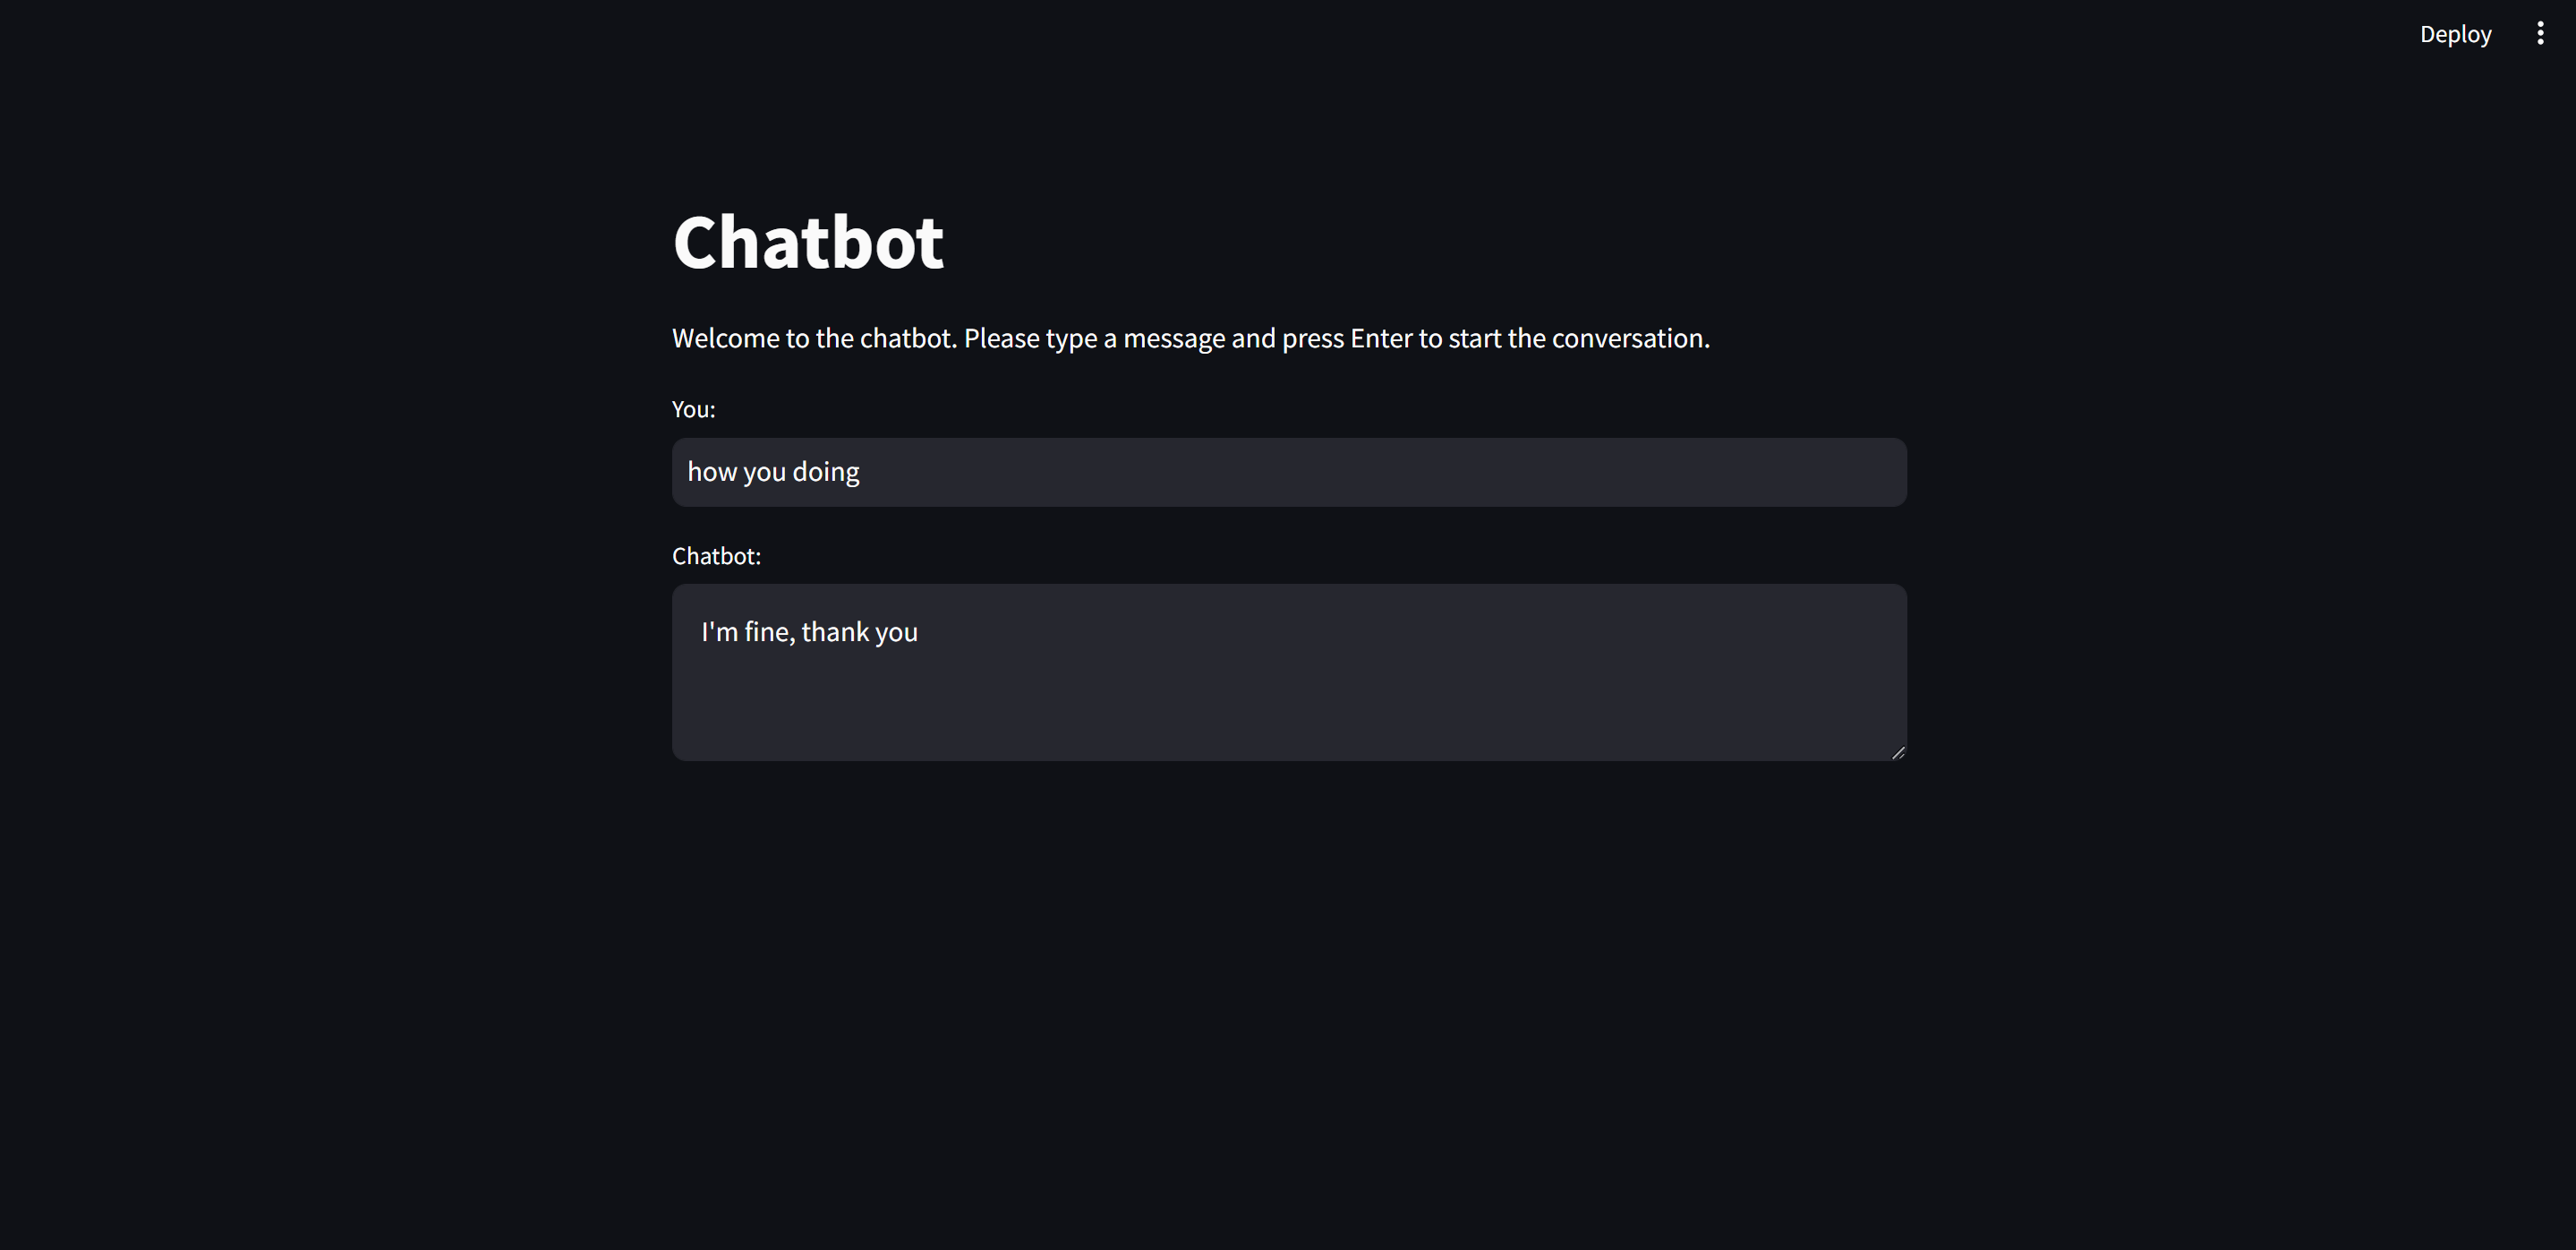 Deploy
Chatbot
Welcome to the chatbot. Please type a message and press Enter to start the conversation.
You:
how you doing
Chatbot:
I'm fine, thank you